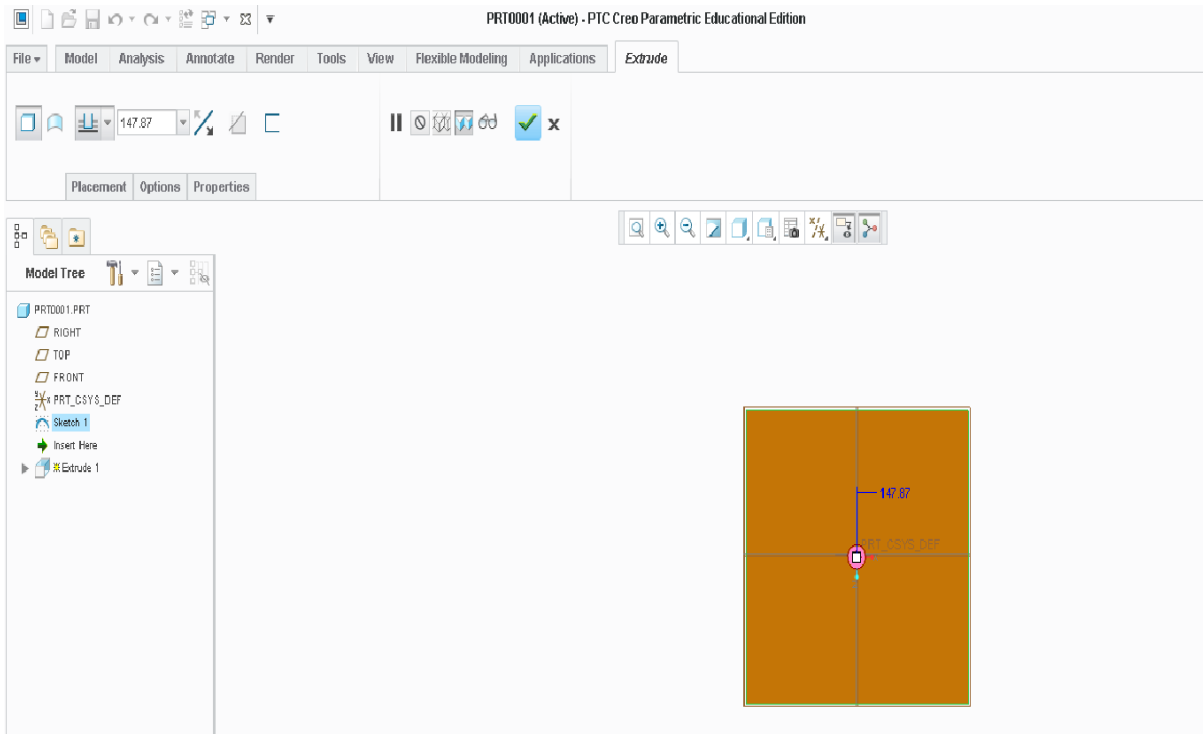 PRT0001 (Active) - PTC Creo Parametric Educational Edition
File Model Analysis Annotate Render Tools View Flexible Modeling Applications Extrude
147.87
Placement Options Properties
Model Tree
PRT0001.PRT
RIGHT
TOP
FRONT
PRT_CSYS_DEF
Sketch 1
Insert Here
Extrude 1
147.87
PRT_CSYS_DEF